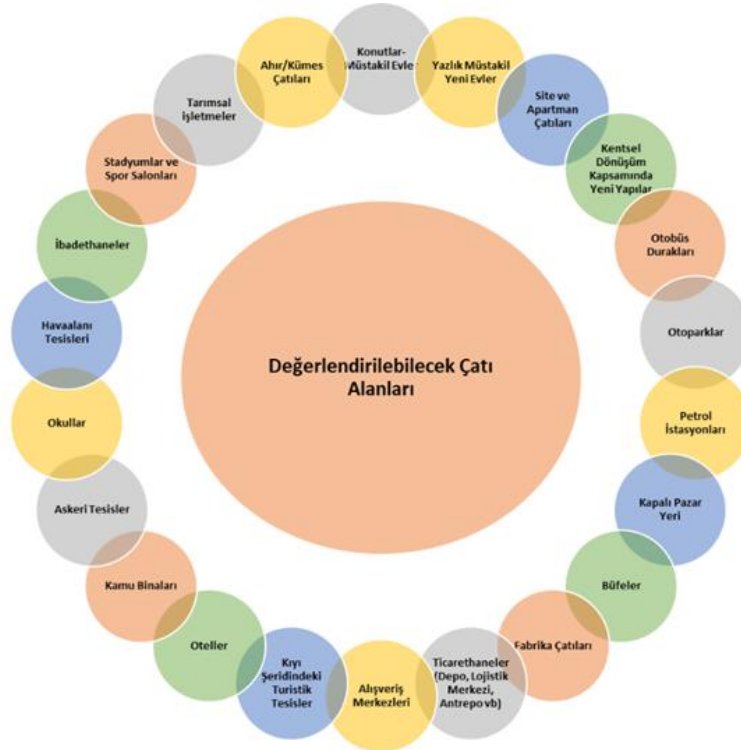 Değerlendirilebilecek Çatı
Alanları
Konutlar-
Müstakil Evler
Yazlık Müstakil
Yeni Evler
Site ve
Apartman
Çatıları
Kentsel
Dönüşüm
Kapsamında
Yeni Yapılar
Otobüs
Durakları
Otoparklar
Petrol
İstasyonları
Kapalı Pazar
Yeri
Büfeler
Fabrika Çatıları
Ticarethaneler
(Depo, Lojistik
Merkezi,
Antrepo vb)
Alışveriş
Merkezleri
Kıyı
Şeridindeki
Turistik
Tesisler
Oteller
Kamu Binaları
Askeri Tesisler
Okullar
Havaalanı
Tesisleri
İbadethaneler
Stadyumlar ve
Spor Salonları
Tarımsal
işletmeler
Ahır/Kümes
Çatıları